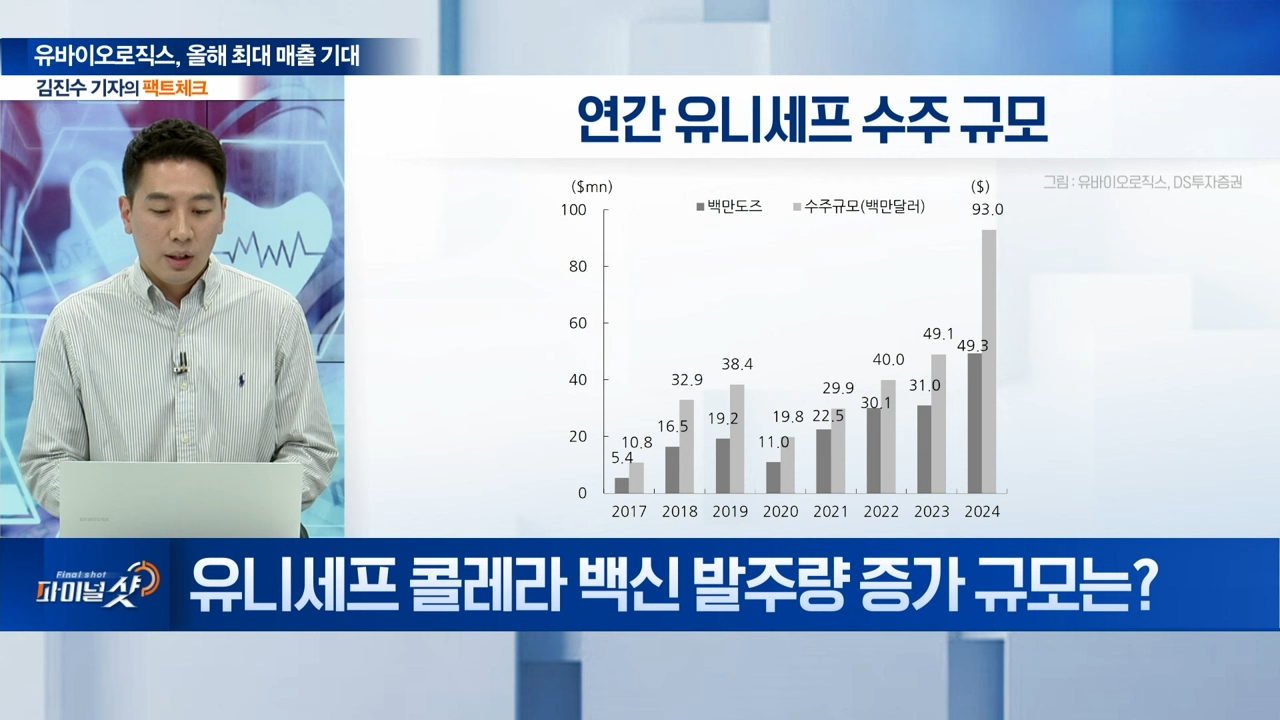 유바이오로직스, 올해 최대 매출 기대
김진수 기자의 팩트체크
연간 유니세프 수주 규모
그림 : 유바이오로직스, DS투자증권
($mn)
($)
백만도즈
수주규모(백만달러)
100
80
60
40
20
0
5.4
10.8
16.5
32.9
19.2
38.4
11.0
19.8
22.5
29.9
30.1
40.0
31.0
49.1
49.3
93.0
2017 2018 2019 2020 2021 2022 2023 2024
SAMSUNG
Final shot
파이널샷
유니세프 콜레라 백신 발주량 증가 규모는?